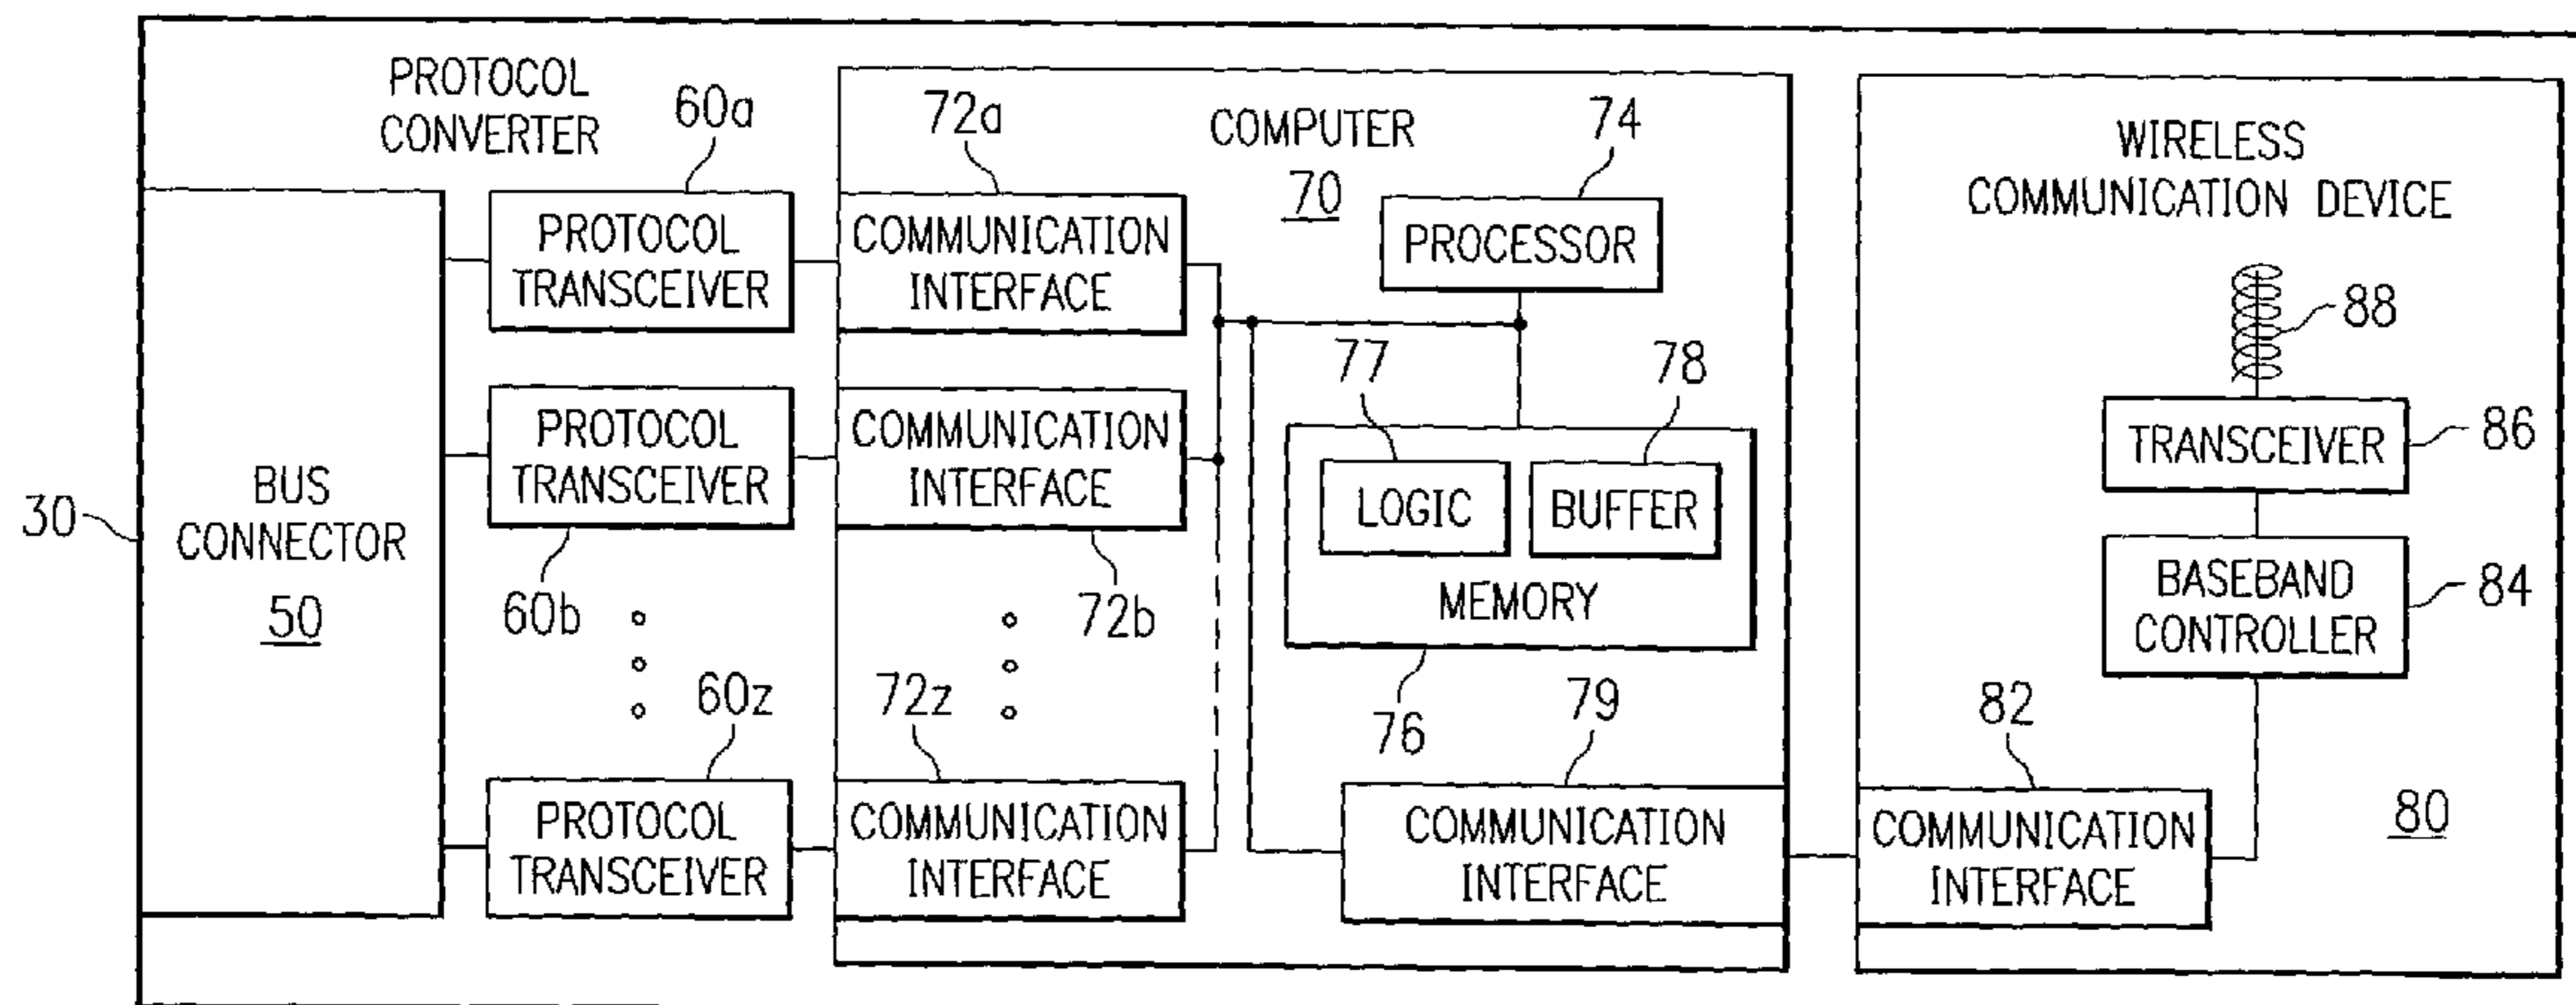 PROTOCOL
CONVERTER
60a
72a
COMPUTER
70
74
WIRELESS
COMMUNICATION DEVICE
PROTOCOL
TRANSCEIVER
COMMUNICATION
INTERFACE
PROCESSOR
88
77
78
PROTOCOL
TRANSCEIVER
COMMUNICATION
INTERFACE
LOGIC
BUFFER
MEMORY
TRANSCEIVER
86
30
BUS
CONNECTOR
50
60b
72b
BASEBAND
CONTROLLER
84
60z
72z
76
79
82
80
PROTOCOL
TRANSCEIVER
COMMUNICATION
INTERFACE
COMMUNICATION
INTERFACE
COMMUNICATION
INTERFACE